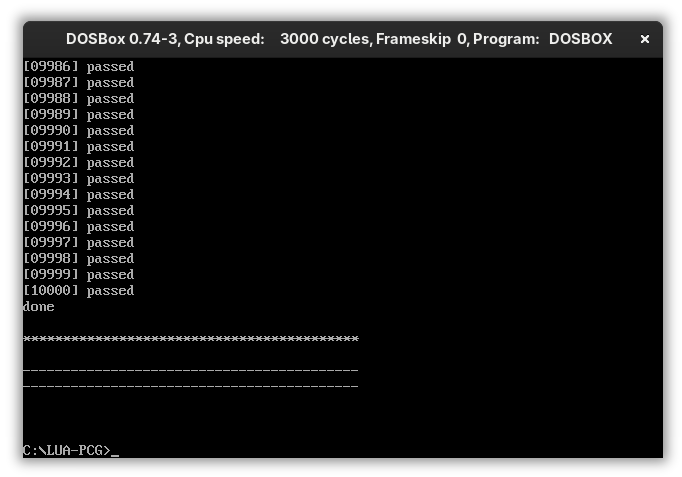 DOSBox 0.74-3, Cpu speed: 3000 cycles, Frameskip 0, Program: DOSBOX ×
[09986] passed
[09987] passed
[09988] passed
[09989] passed
[09990] passed
[09991] passed
[09992] passed
[09993] passed
[09994] passed
[09995] passed
[09996] passed
[09997] passed
[09998] passed
[09999] passed
[10000] passed
done
******************************************
__________________________________________
__________________________________________
C:\LUA-PCG>_